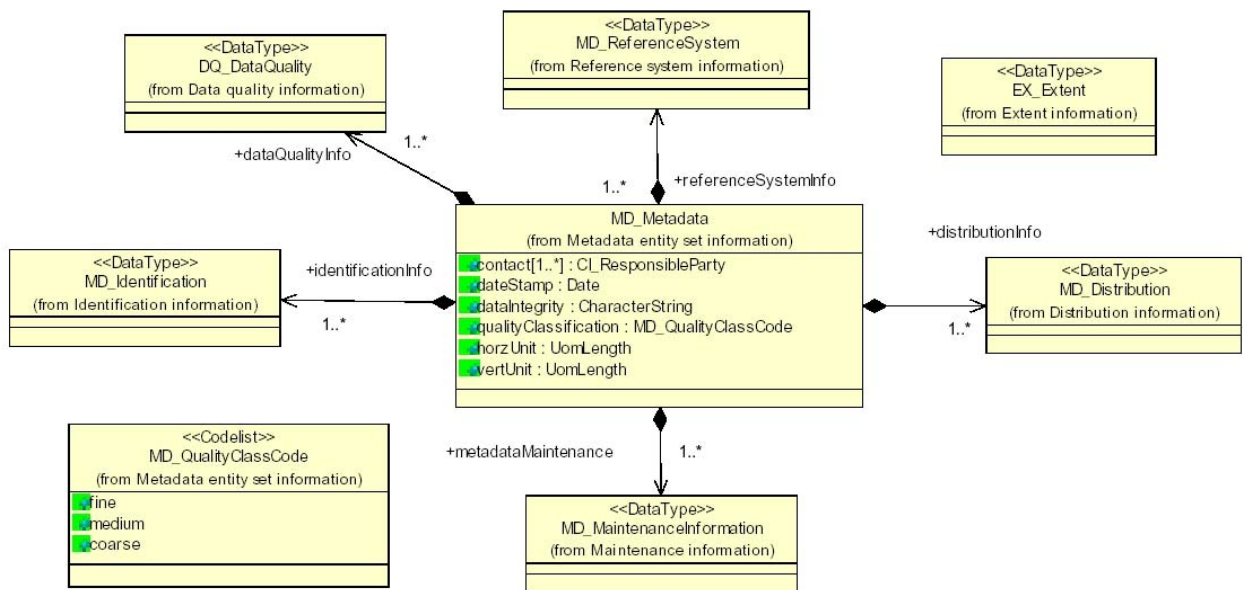 <<DataType>>
MD_ReferenceSystem
(from Reference system information)
<<DataType>>
DQ_DataQuality
(from Data quality information)
<<DataType>>
EX_Extent
(from Extent information)
1..*
+dataQualityInfo
1..*
+referenceSystemInfo
MD_Metadata
(from Metadata entity set information)
contact[1..*] : CI_ResponsibleParty
dateStamp : Date
dataIntegrity : CharacterString
qualityClassification : MD_QualityClassCode
horzUnit : UomLength
vertUnit : UomLength
+distributionInfo
<<DataType>>
MD_Identification
(from Identification information)
+identificationInfo
1..*
<<DataType>>
MD_Distribution
(from Distribution information)
1..*
<<Codelist>>
MD_QualityClassCode
(from Metadata entity set information)
fine
medium
coarse
+metadataMaintenance
1..*
<<DataType>>
MD_MaintenanceInformation
(from Maintenance information)